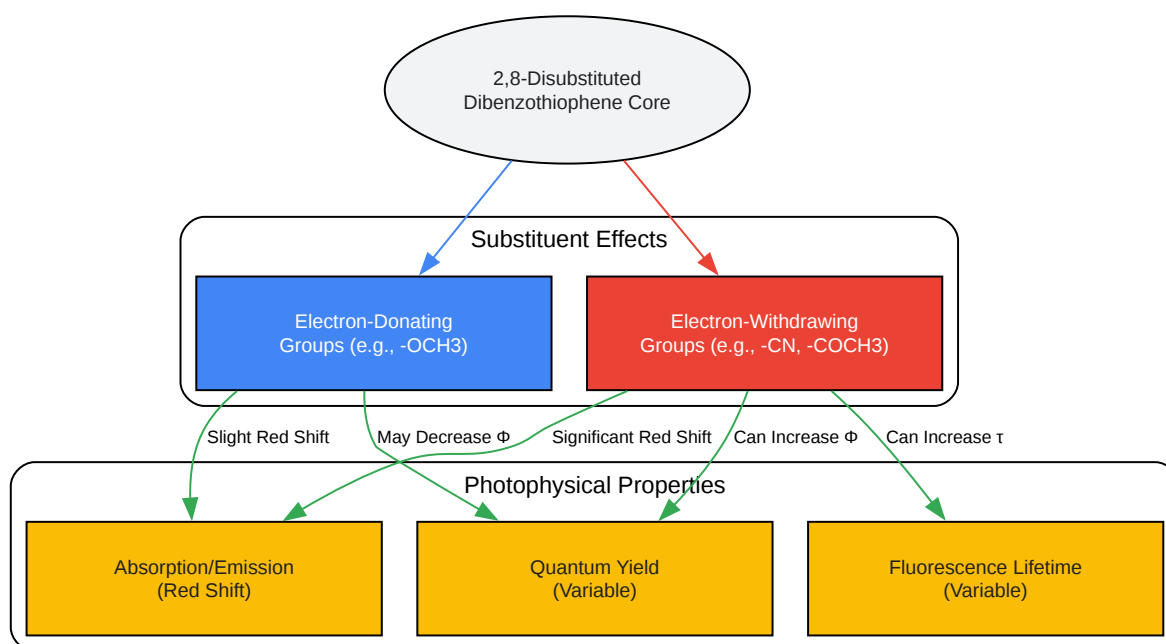 2,8-Disubstituted
Dibenzothiophene Core
Substituent Effects
Electron-Donating
Groups (e.g., -OCH3)
Electron-Withdrawing
Groups (e.g., -CN, -COCH3)
Slight Red Shift
May Decrease Φ
Significant Red Shift
Can Increase Φ
Can Increase τ
Photophysical Properties
Absorption/Emission
(Red Shift)
Quantum Yield
(Variable)
Fluorescence Lifetime
(Variable)